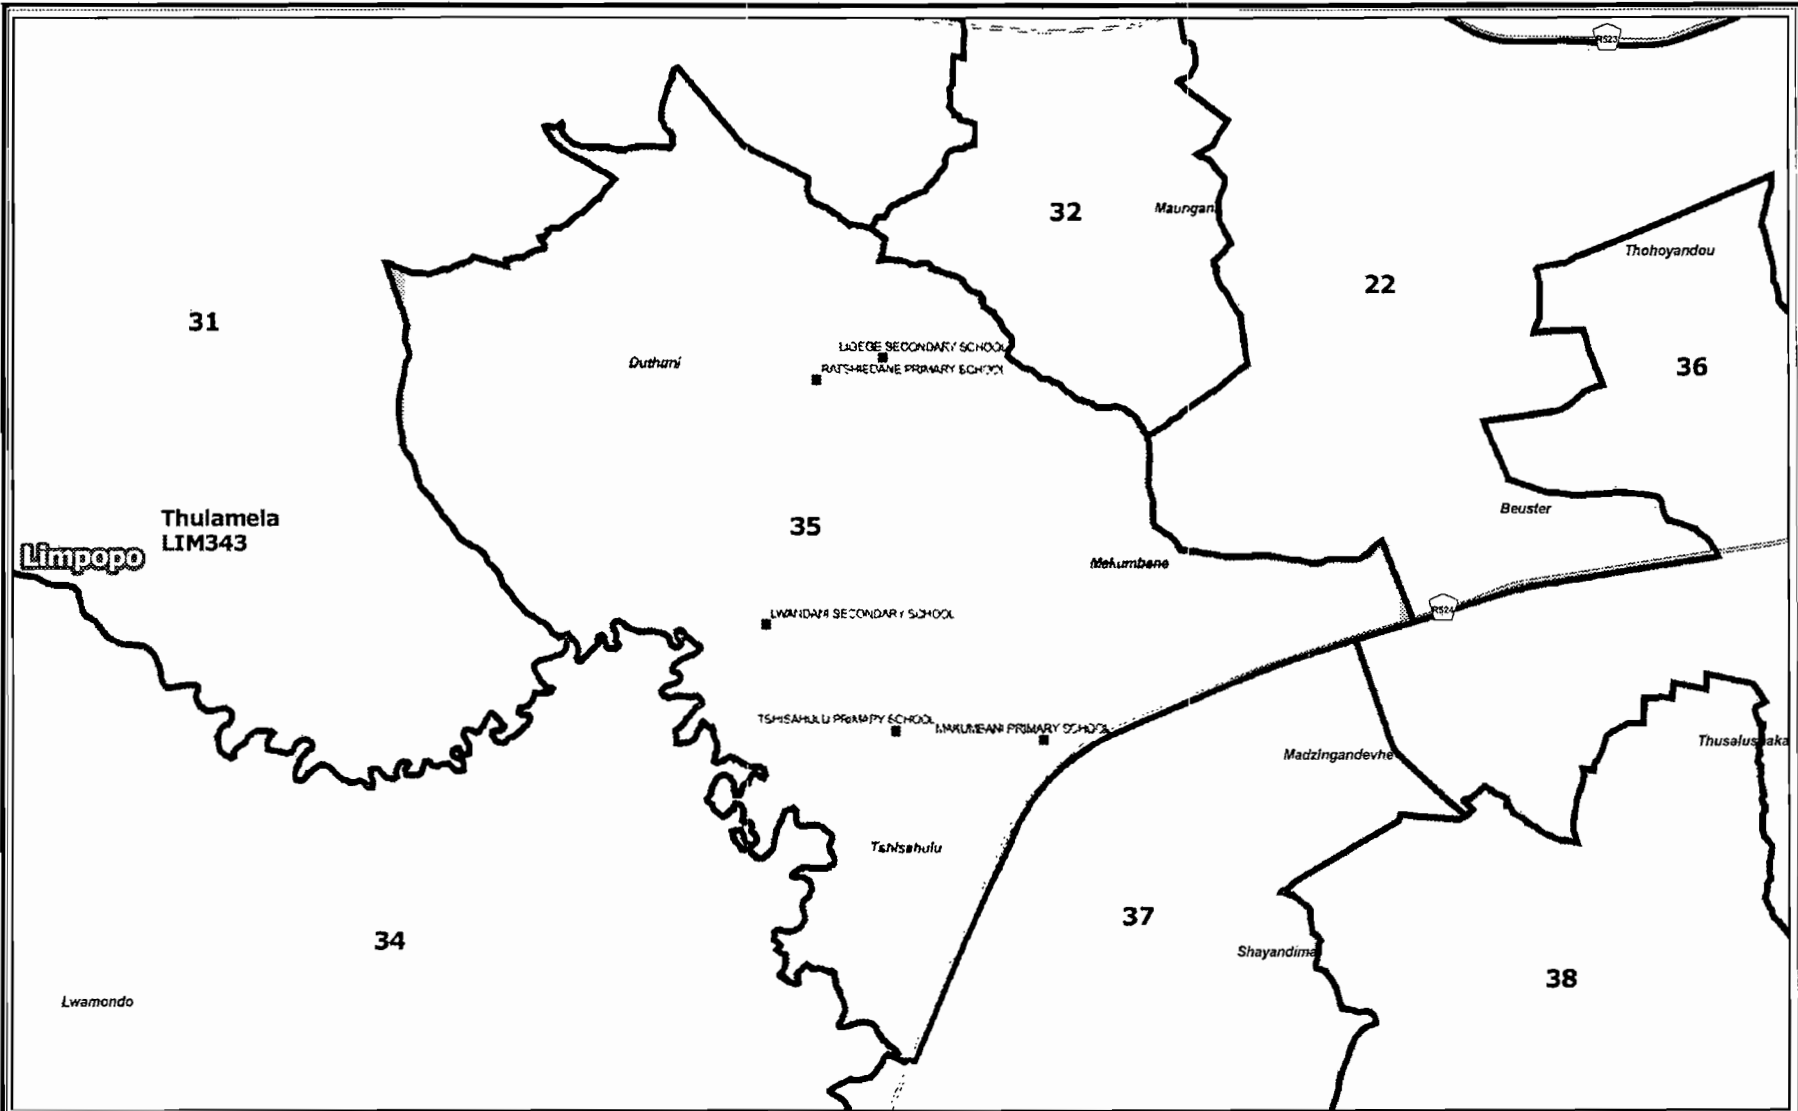 R523
32
Maungani
Thohoyandou
22
31
LIGEGE SECONDARY SCHOOL
Duthuni
RATSHIEDANE PRIMARY SCHOOL
36
Beuster
Thulamela
LIM343
35
Limpopo
Makumbane
R524
LWANDANI SECONDARY SCHOOL
TSHISAHULU PRIMARY SCHOOL
MAKUMBANI PRIMARY SCHOOL
Madzingandevhe
Thusalushaka
Tshisahulu
37
34
Shayandima
38
Lwamondo